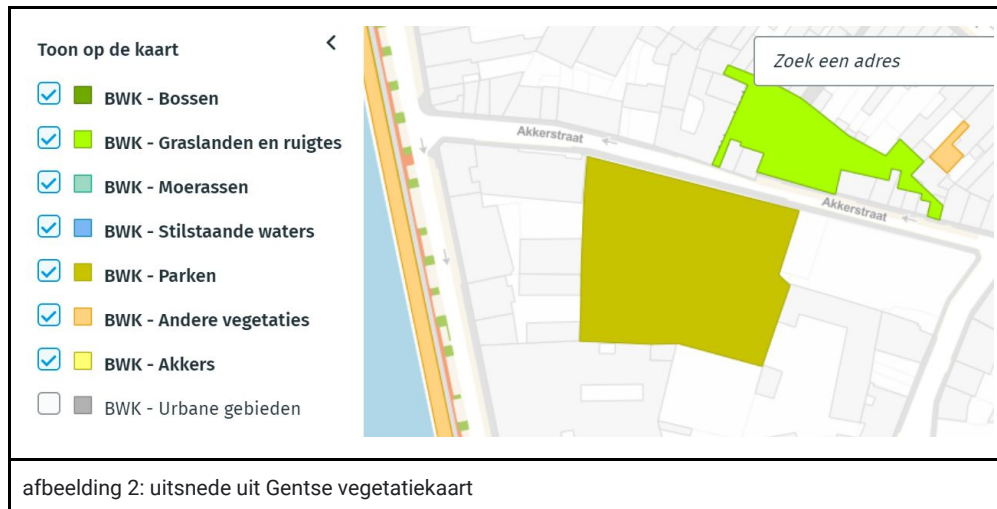 Toon op de kaart
BWK - Bossen
BWK - Graslanden en ruigtes
BWK - Moerassen
BWK - Stilstaande waters
BWK - Parken
BWK - Andere vegetaties
BWK - Akkers
BWK - Urbane gebieden
Zoek een adres
Akkerstraat
Akkerstraat
afbeelding 2: uitsnede uit Gentse vegetatiekaart